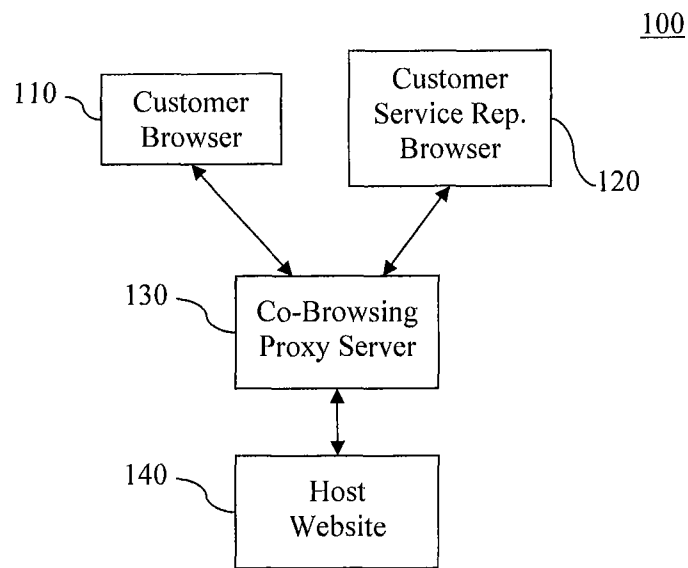 100
110
Customer
Browser
Customer
Service Rep.
Browser
120
130
Co-Browsing
Proxy Server
140
Host
Website